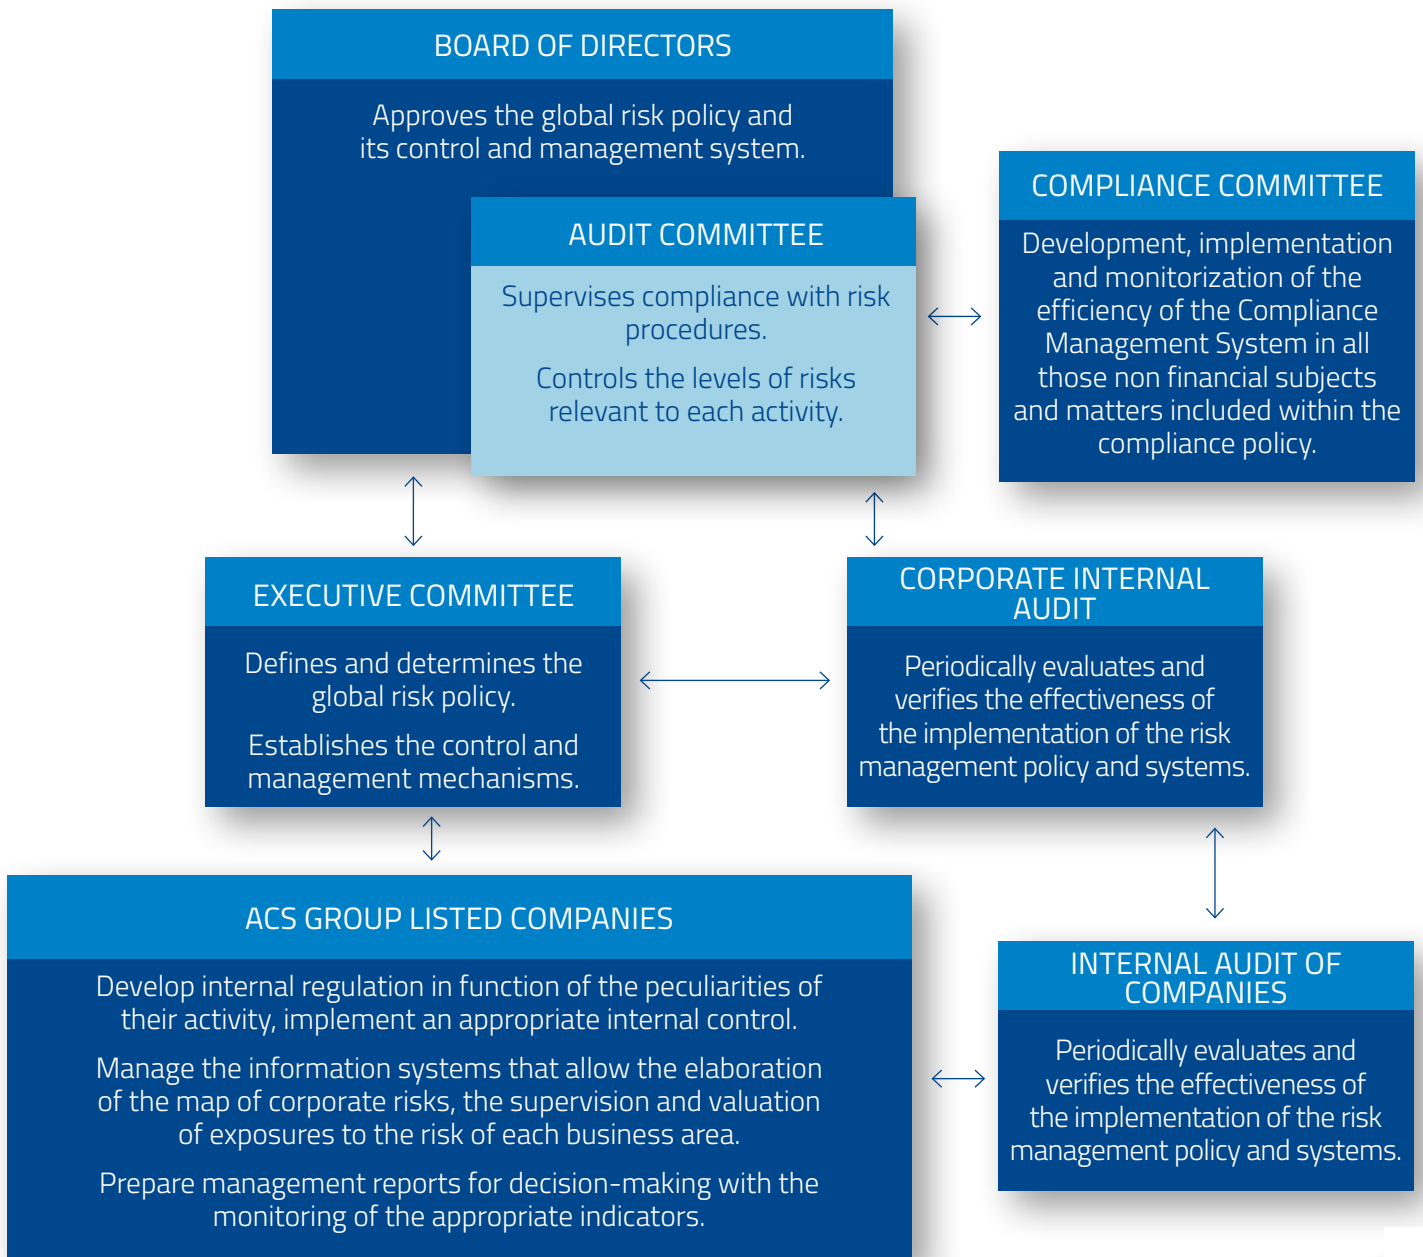 BOARD OF DIRECTORS
Approves the global risk policy and
its control and management system.
AUDIT COMMITTEE
Supervises compliance with risk
procedures.
Controls the levels of risks
relevant to each activity.
COMPLIANCE COMMITTEE
Development, implementation
and monitorization of the
efficiency of the Compliance
Management System in all
those non financial subjects
and matters included within the
compliance policy.
EXECUTIVE COMMITTEE
Defines and determines the
global risk policy.
Establishes the control and
management mechanisms.
CORPORATE INTERNAL
AUDIT
Periodically evaluates and
verifies the effectiveness of
the implementation of the risk
management policy and systems.
ACS GROUP LISTED COMPANIES
Develop internal regulation in function of the peculiarities of
their activity, implement an appropriate internal control.
Manage the information systems that allow the elaboration
of the map of corporate risks, the supervision and valuation
of exposures to the risk of each business area.
Prepare management reports for decision-making with the
monitoring of the appropriate indicators.
INTERNAL AUDIT OF
COMPANIES
Periodically evaluates and
verifies the effectiveness of
the implementation of the risk
management policy and systems.